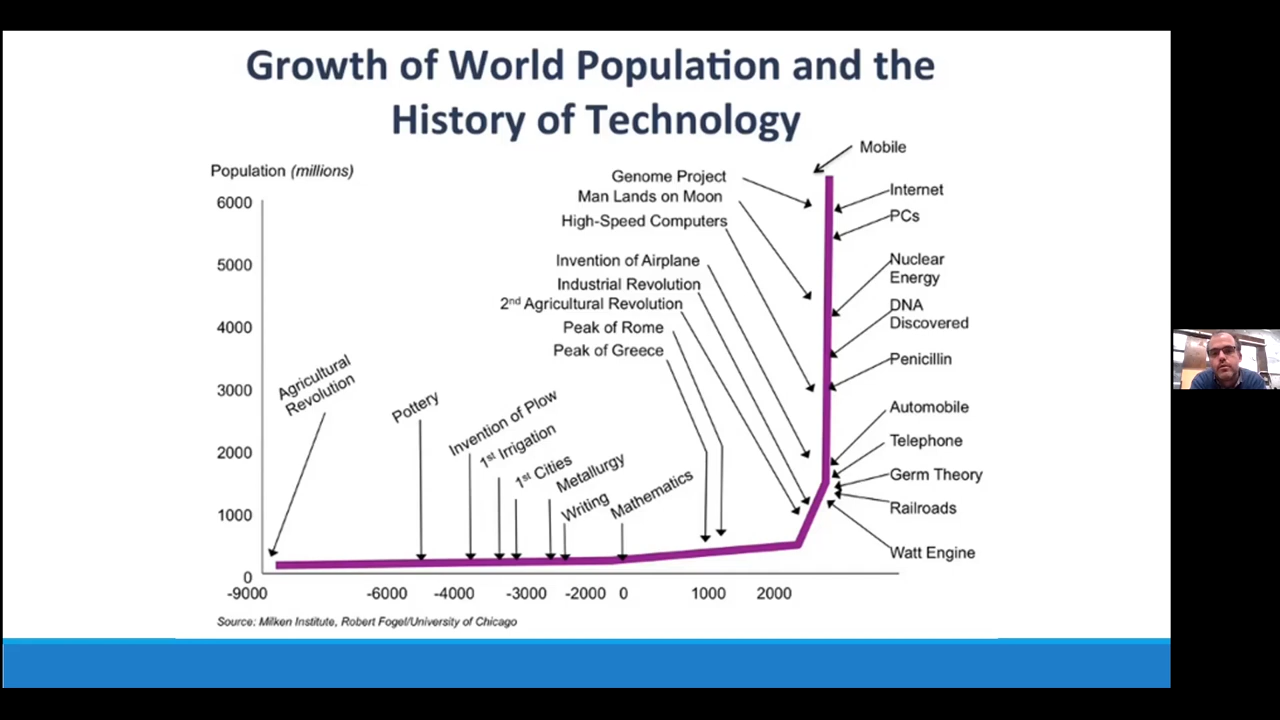 Growth of World Population and the
History of Technology
Population (millions)
6000
5000
4000
3000
2000
1000
0
-9000
-6000
-4000
-3000
-2000
0
1000
2000
Agricultural
Revolution
Pottery
Invention of Plow
1st Irrigation
1st Cities
Metallurgy
Writing
Mathematics
Peak of Greece
Peak of Rome
2nd Agricultural Revolution
Industrial Revolution
Invention of Airplane
High-Speed Computers
Man Lands on Moon
Genome Project
Mobile
Internet
PCs
Nuclear
Energy
DNA
Discovered
Penicillin
Automobile
Telephone
Germ Theory
Railroads
Watt Engine
Source: Milken Institute, Robert Fogel/University of Chicago